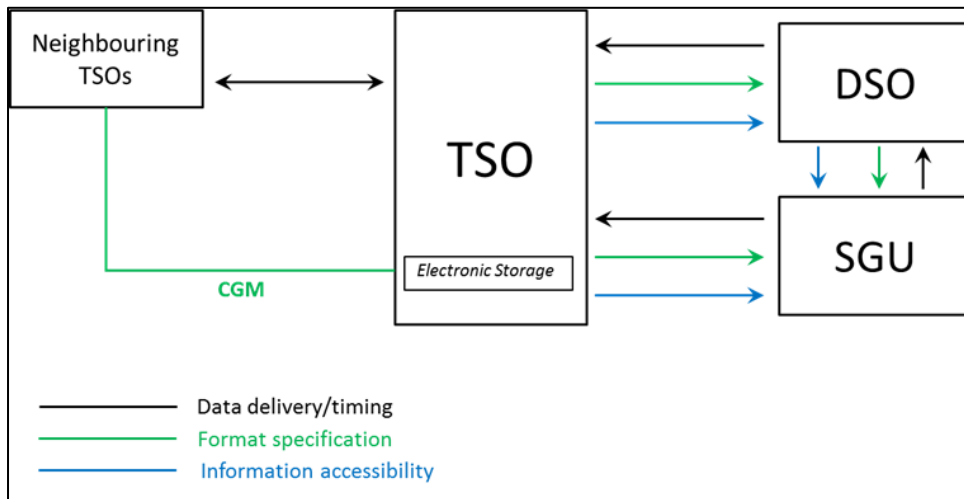 Neighbouring
TSOs
TSO
DSO
SGU
Electronic Storage
CGM
Data delivery/timing
Format specification
Information accessibility